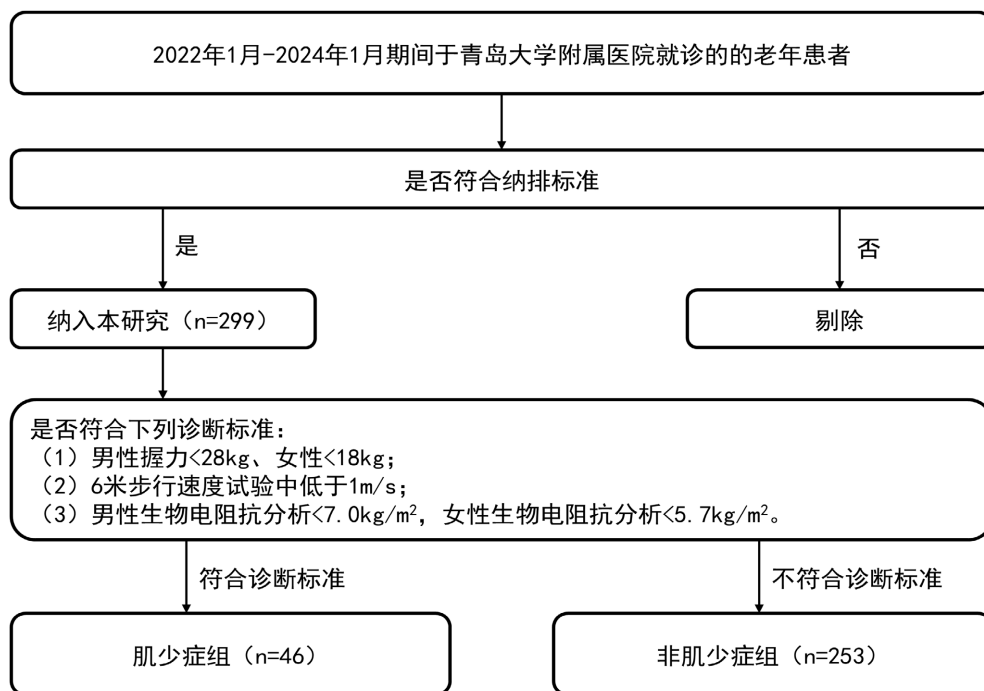 2022年1月-2024年1月期间于青岛大学附属医院就诊的的老年患者
是否符合纳排标准
是
否
纳入本研究（n=299）
剔除
是否符合下列诊断标准：
（1）男性握力<28kg、女性<18kg；
（2）6米步行速度试验中低于1m/s；
（3）男性生物电阻抗分析<7.0kg/m²，女性生物电阻抗分析<5.7kg/m²。
符合诊断标准
不符合诊断标准
肌少症组（n=46）
非肌少症组（n=253）